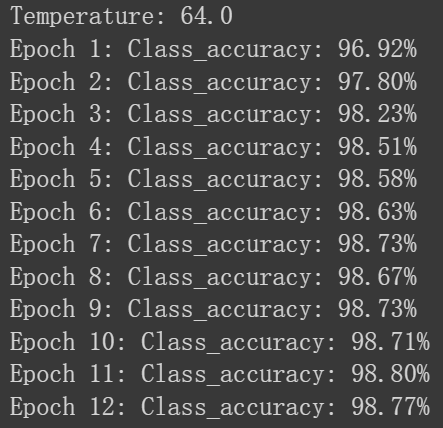 Temperature: 64.0
Epoch 1: Class_accuracy: 96.92%
Epoch 2: Class_accuracy: 97.80%
Epoch 3: Class_accuracy: 98.23%
Epoch 4: Class_accuracy: 98.51%
Epoch 5: Class_accuracy: 98.58%
Epoch 6: Class_accuracy: 98.63%
Epoch 7: Class_accuracy: 98.73%
Epoch 8: Class_accuracy: 98.67%
Epoch 9: Class_accuracy: 98.73%
Epoch 10: Class_accuracy: 98.71%
Epoch 11: Class_accuracy: 98.80%
Epoch 12: Class_accuracy: 98.77%